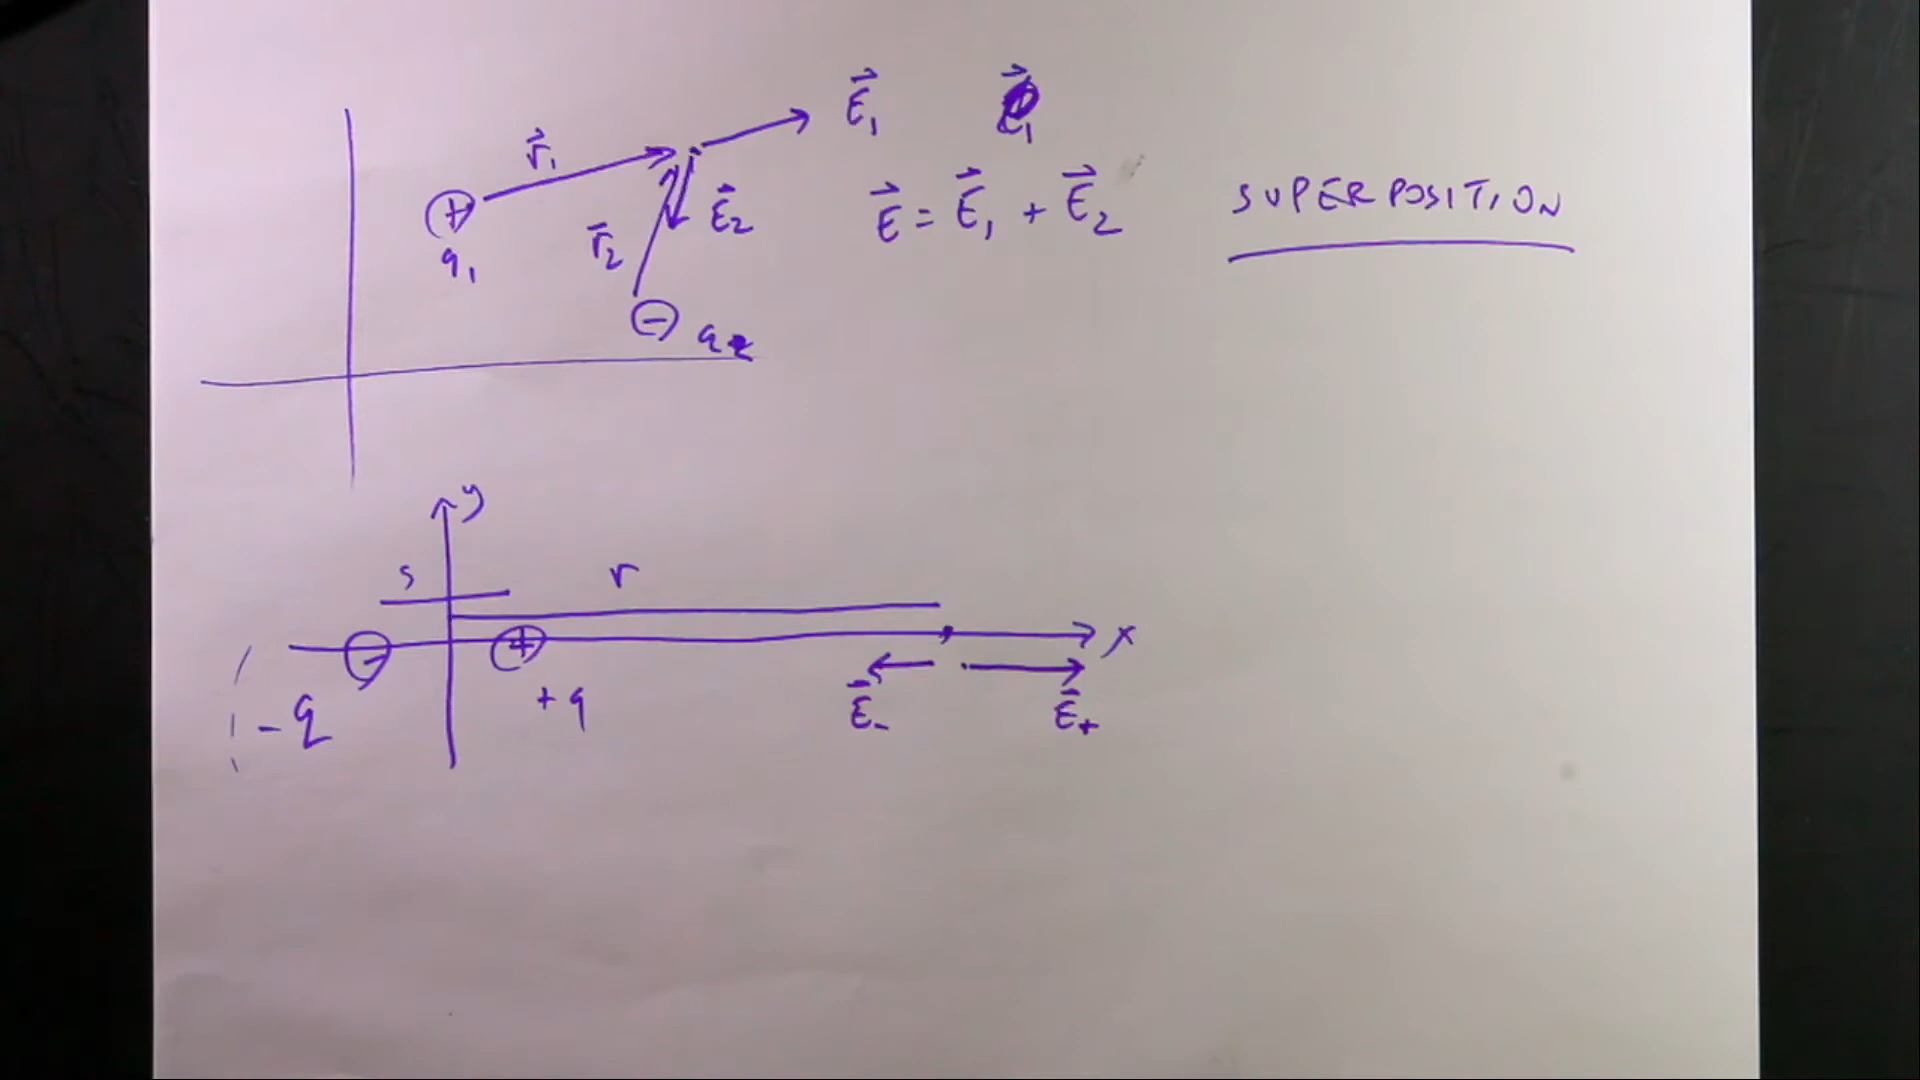 E⃗₁
r⃗₁
E⃗ = E⃗₁ + E⃗₂
SUPERPOSITION
+
q₁
E⃗₂
r⃗₂
−
q₂
y
s
r
−
+
x
− q
+ q
E⃗₋
E⃗₊